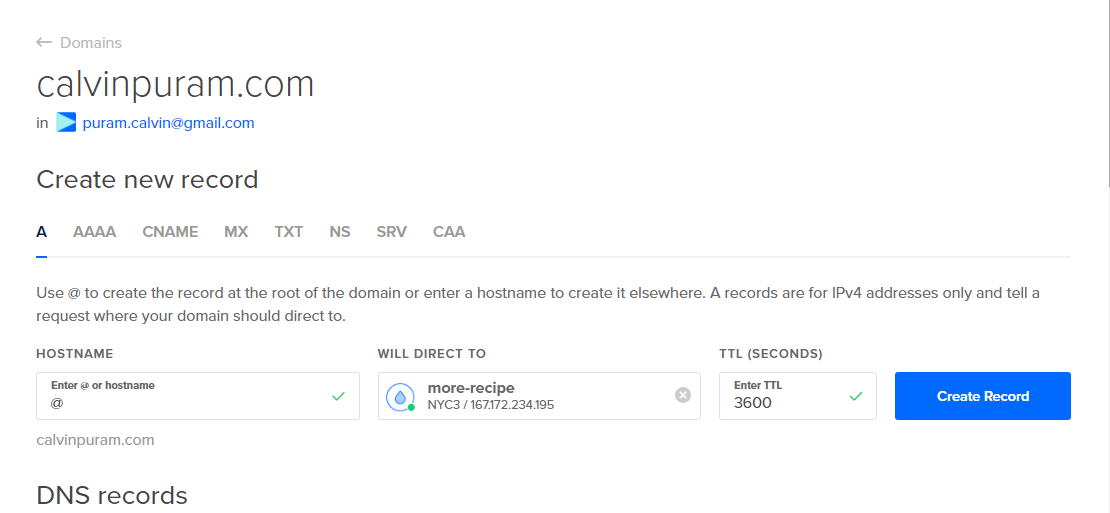 ← Domains
calvinpuram.com
in puram.calvin@gmail.com
Create new record
A AAAA CNAME MX TXT NS SRV CAA
Use @ to create the record at the root of the domain or enter a hostname to create it elsewhere. A records are for IPv4 addresses only and tell a
request where your domain should direct to.
HOSTNAME WILL DIRECT TO TTL (SECONDS)
Enter @ or hostname more-recipe Enter TTL
@ NYC3 / 167.172.234.195 3600 Create Record
calvinpuram.com
DNS records